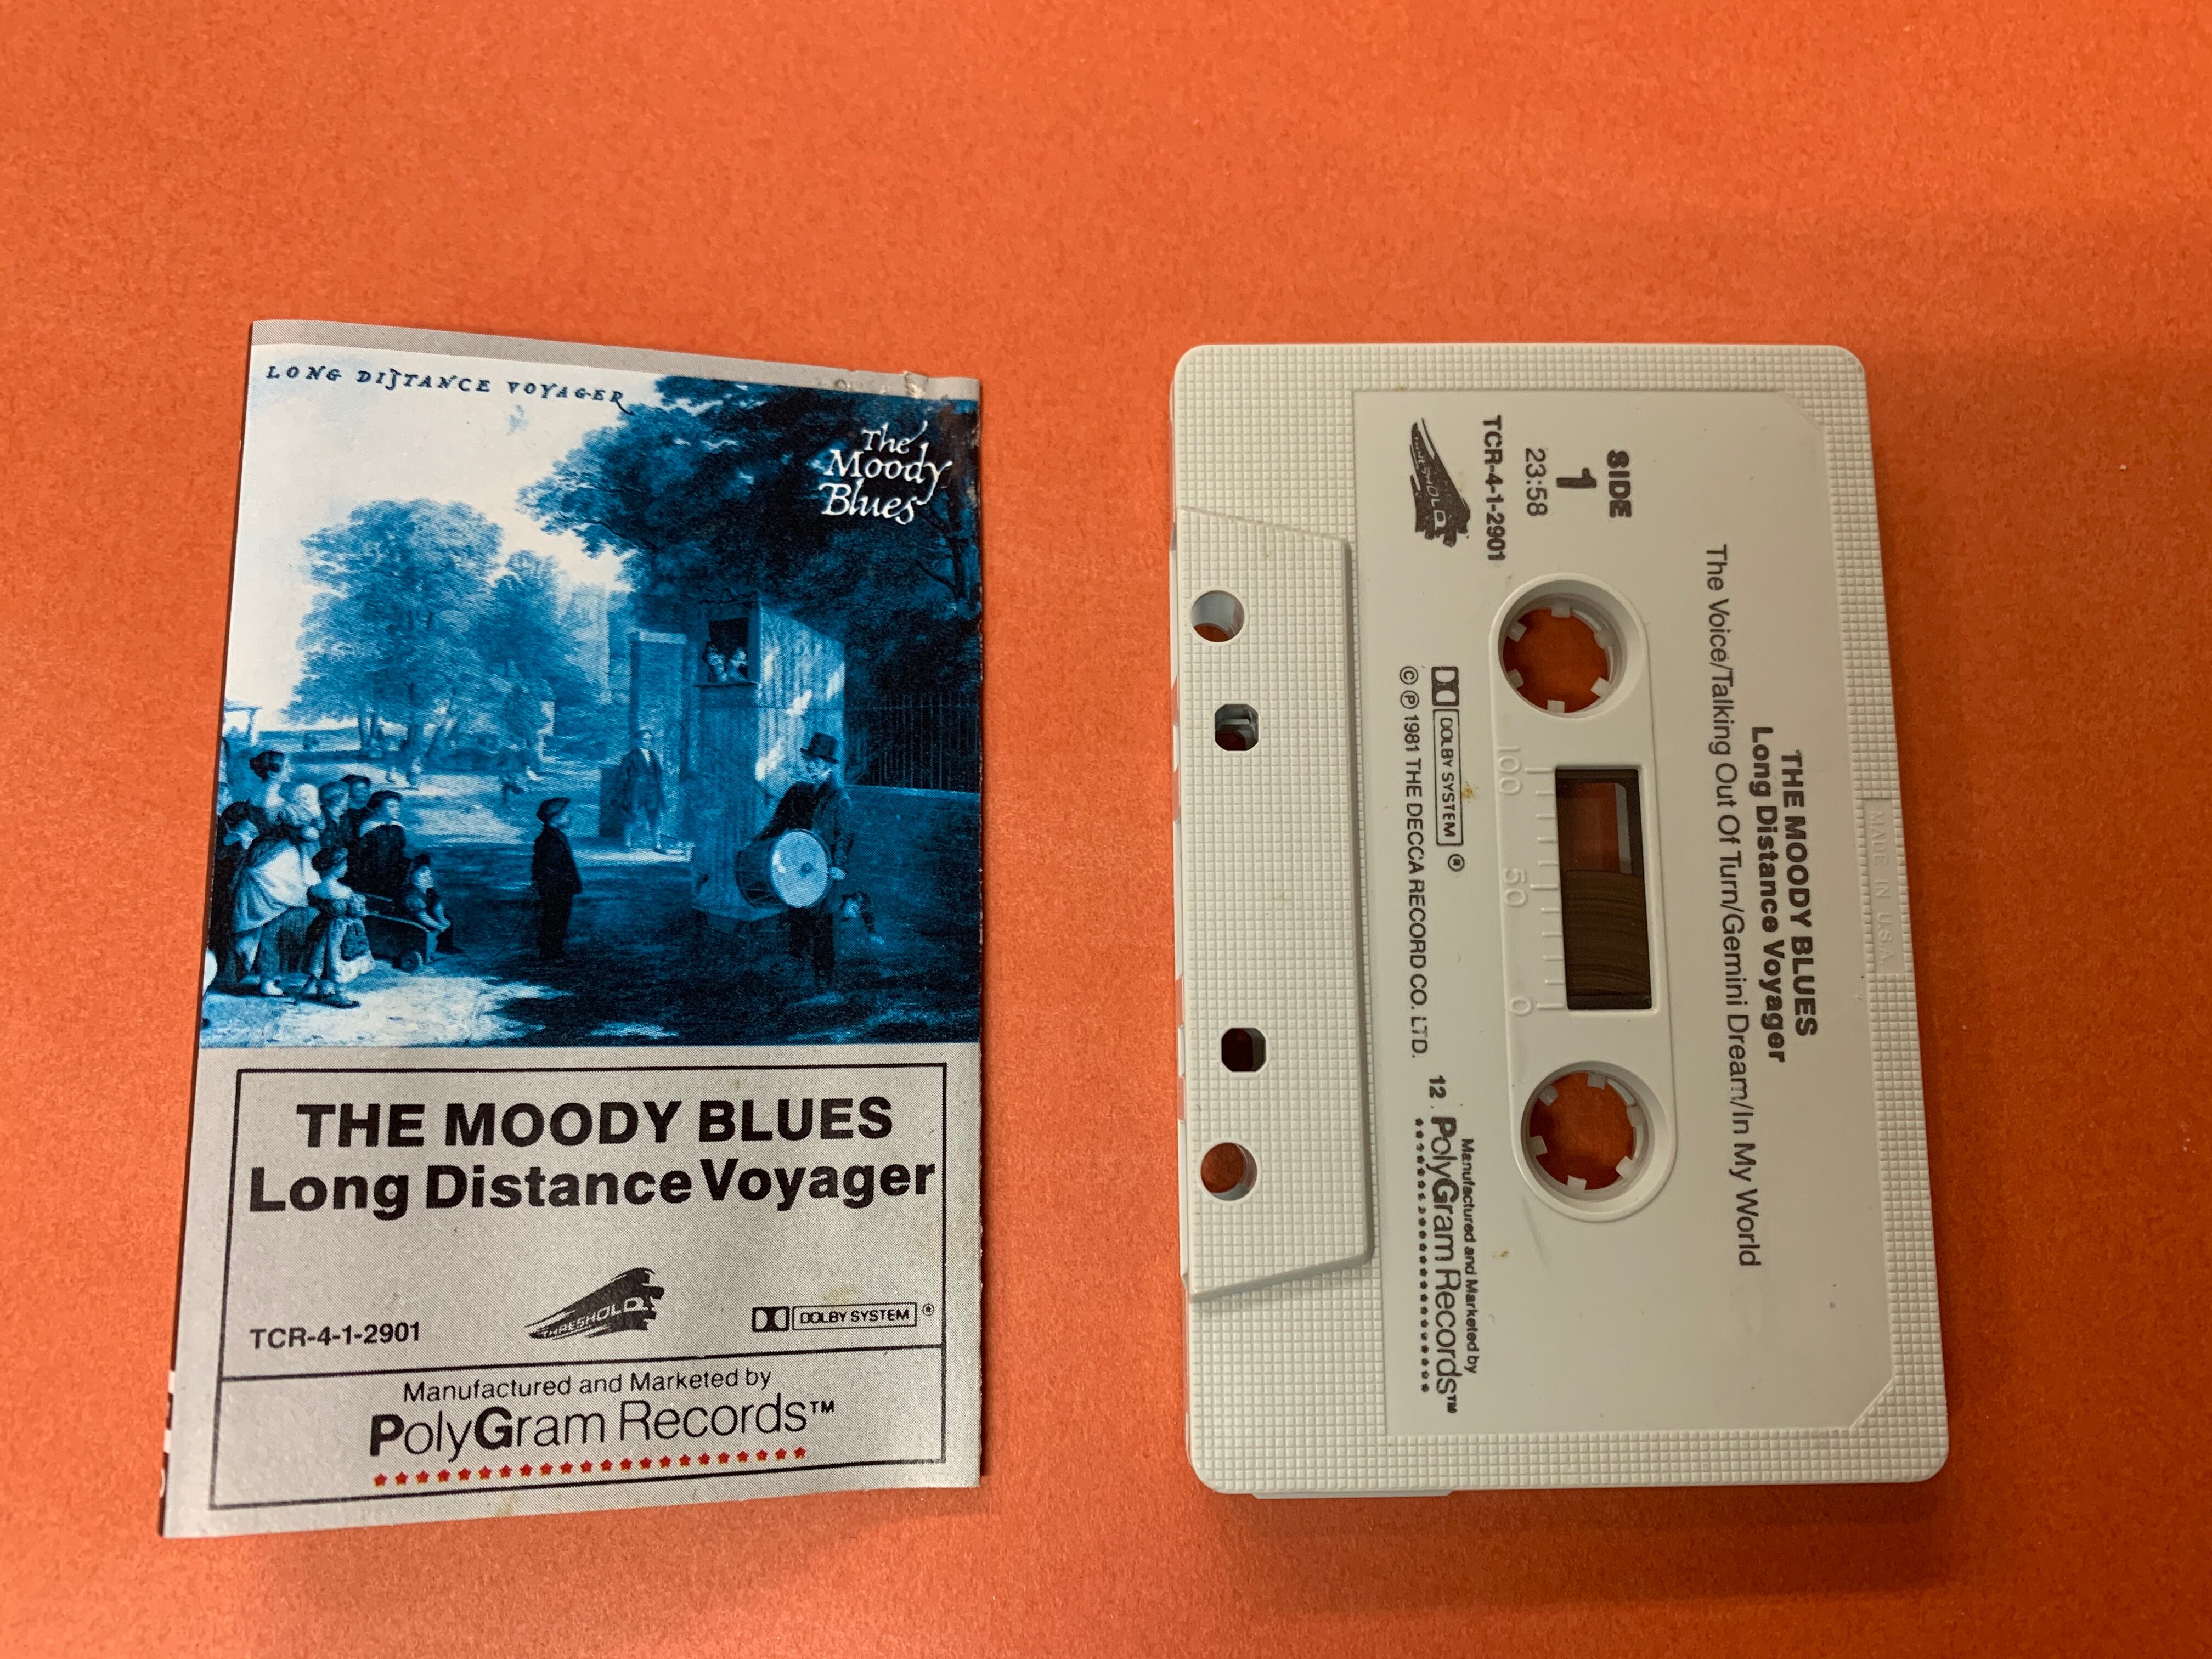 LONG DISTANCE VOYAGER
The
Moody
Blues
THE MOODY BLUES
Long Distance Voyager
TCR-4-1-2901
THRESHOLD
DOLBY SYSTEM ®
Manufactured and Marketed by
PolyGram Records™
MADE IN U.S.A.
THE MOODY BLUES
Long Distance Voyager
The Voice/Talking Out Of Turn/Gemini Dream/In My World
SIDE
1
23:58
TCR-4-1-2901
THRESHOLD
100 50 0
DOLBY SYSTEM ®
© ℗ 1981 THE DECCA RECORD CO. LTD.
12
Manufactured and Marketed by
PolyGram Records™